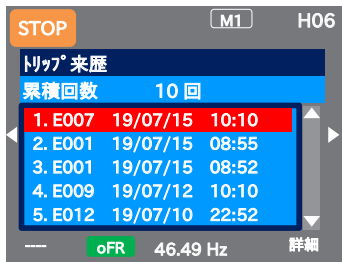 STOP M1 H06
ﾄﾘｯﾌﾟ来歴
累積回数 10 回
1. E007 19/07/15 10:10
2. E001 19/07/15 08:55
3. E001 19/07/15 08:52
4. E009 19/07/12 10:10
5. E012 19/07/10 22:52
---- oFR 46.49 Hz 詳細